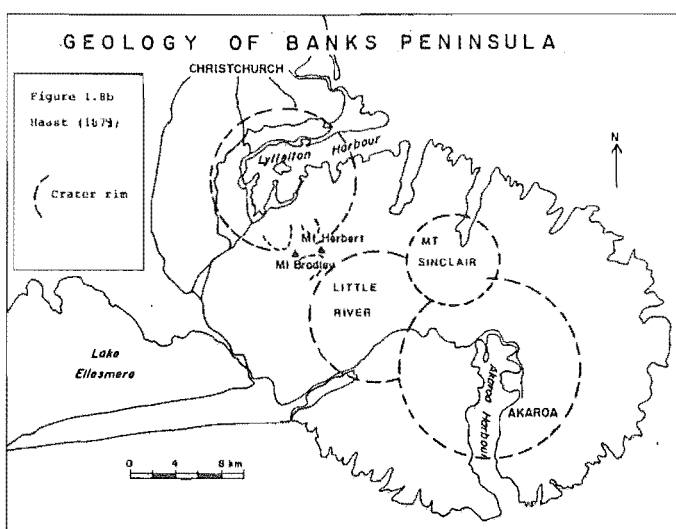 GEOLOGY OF BANKS PENINSULA
CHRISTCHURCH
Figure 1.8b
Haast (1879)
Crater rim
Lyttelton Harbour
N
Mt Herbert
Mt Bradley
MT
SINCLAIR
LITTLE
RIVER
Lake
Ellesmere
Akaroa Harbour
AKAROA
0 4 8 km